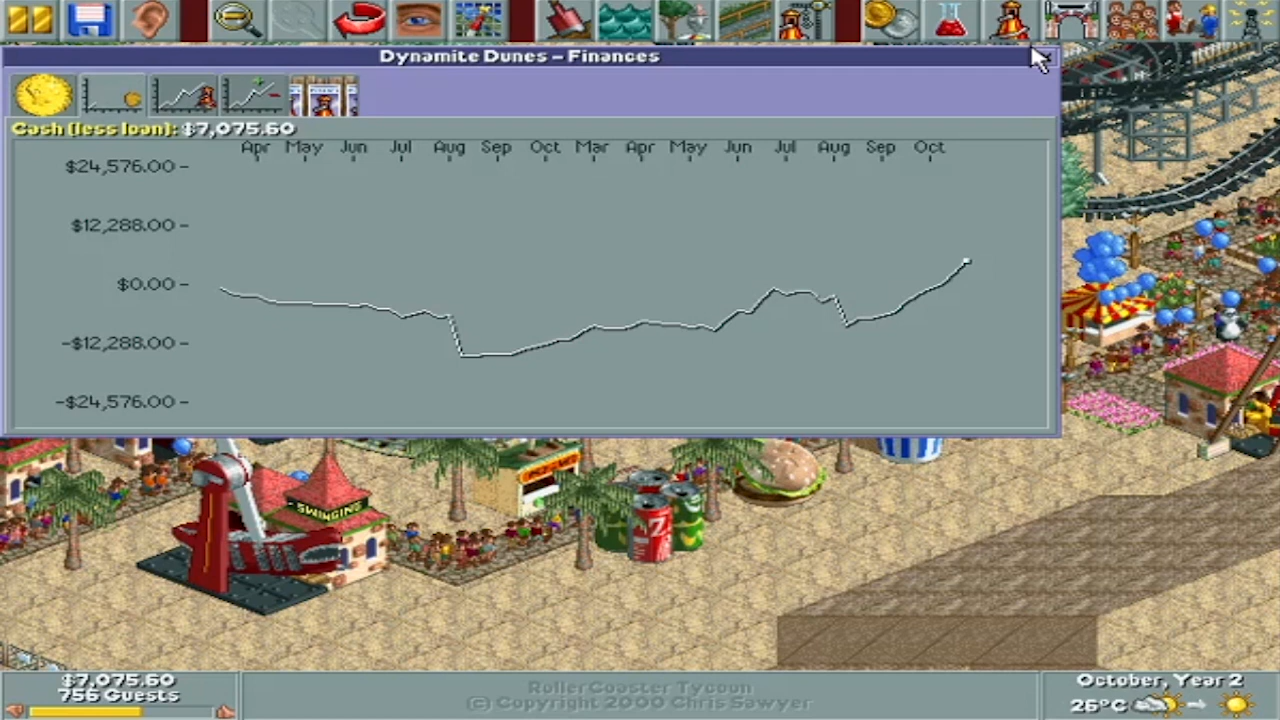 Dynamite Dunes - Finances
Cash (less loan): $7,075.60
Apr May Jun Jul Aug Sep Oct Mar Apr May Jun Jul Aug Sep Oct
$24,576.00
$12,288.00
$0.00
-$12,288.00
-$24,576.00
SWINGING
$7,075.60
756 Guests
RollerCoaster Tycoon
© Copyright 2000 Chris Sawyer
October, Year 2
26°C